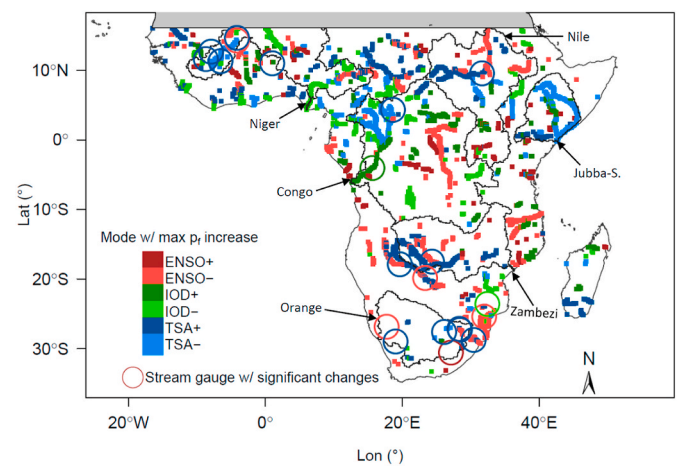 Nile
10°N
Niger
0°
Jubba-S.
Congo
Lat (°)
10°S
Mode w/ max pf increase
ENSO+
ENSO−
IOD+
IOD−
TSA+
TSA−
20°S
Orange
Zambezi
30°S
N
Stream gauge w/ significant changes
20°W
0°
20°E
40°E
Lon (°)